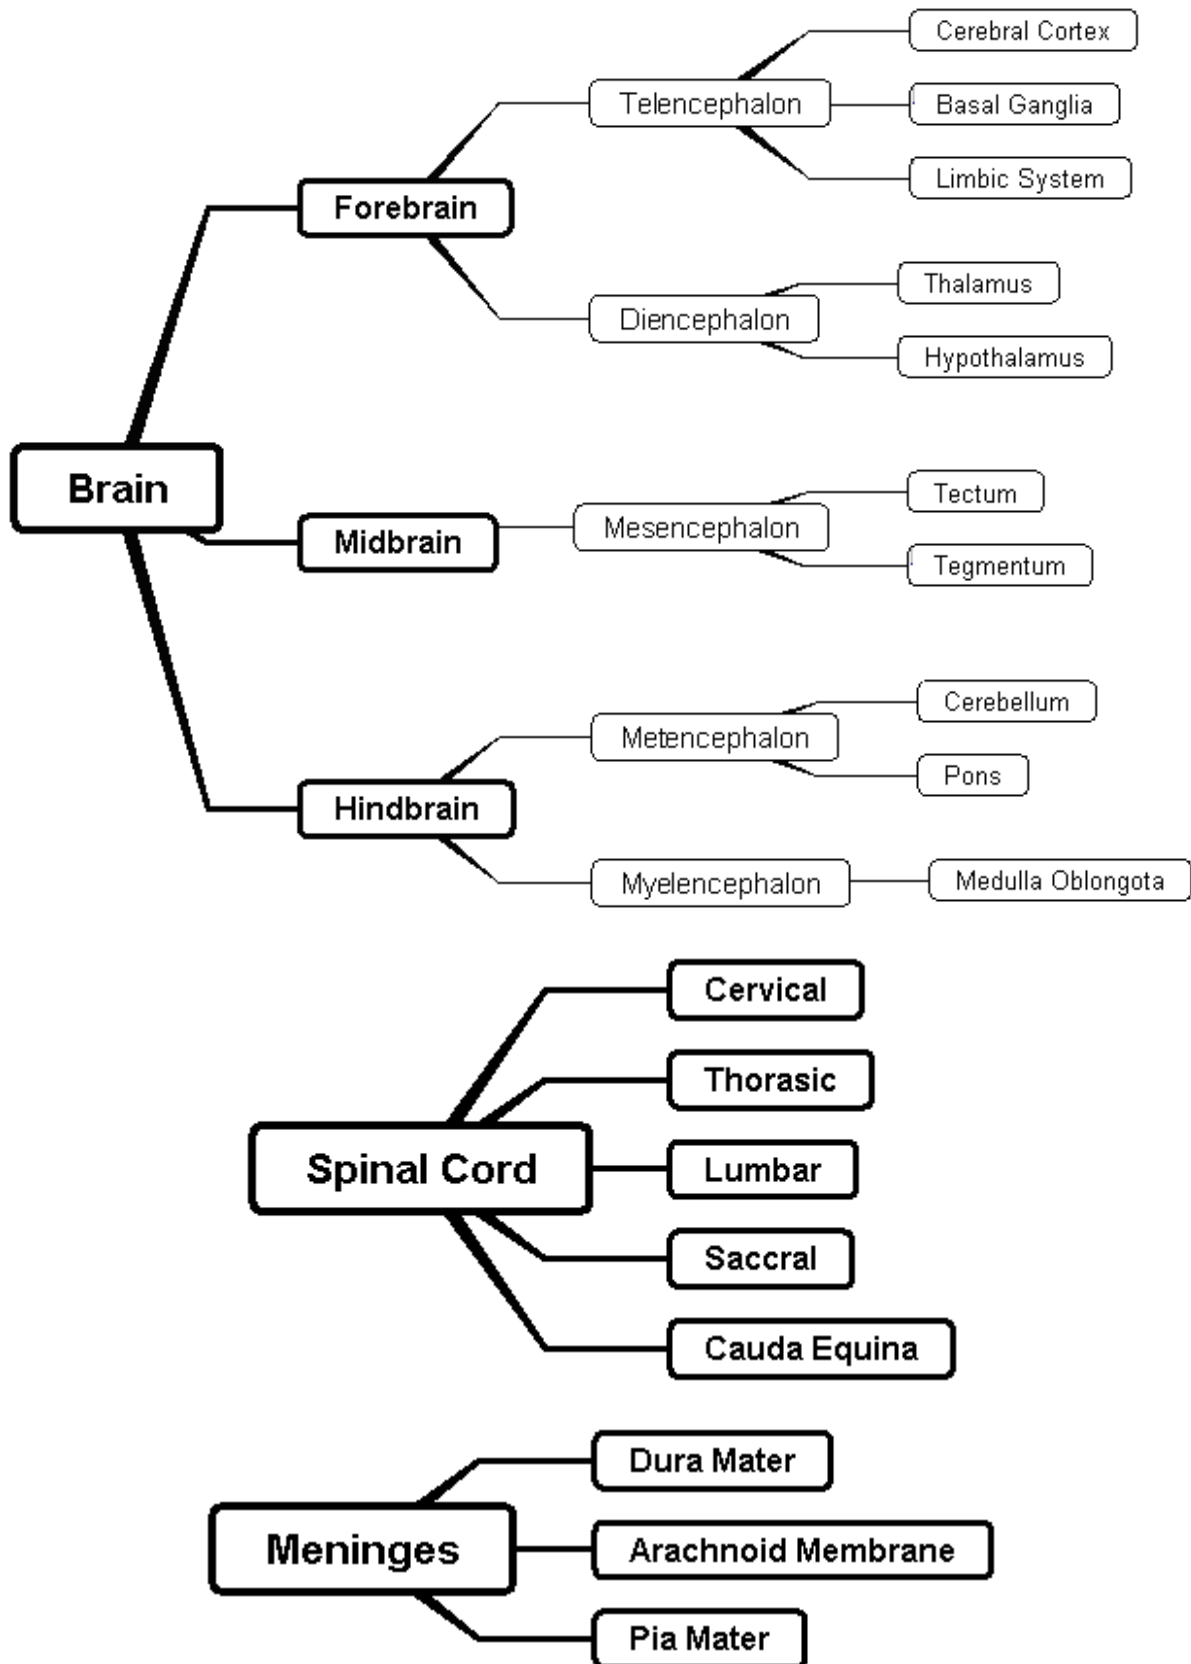 Cerebral Cortex
Telencephalon
Basal Ganglia
Limbic System
Forebrain
Thalamus
Diencephalon
Hypothalamus
Brain
Tectum
Midbrain
Mesencephalon
Tegmentum
Cerebellum
Metencephalon
Pons
Hindbrain
Myelencephalon
Medulla Oblongota
Cervical
Thorasic
Spinal Cord
Lumbar
Saccral
Cauda Equina
Dura Mater
Meninges
Arachnoid Membrane
Pia Mater